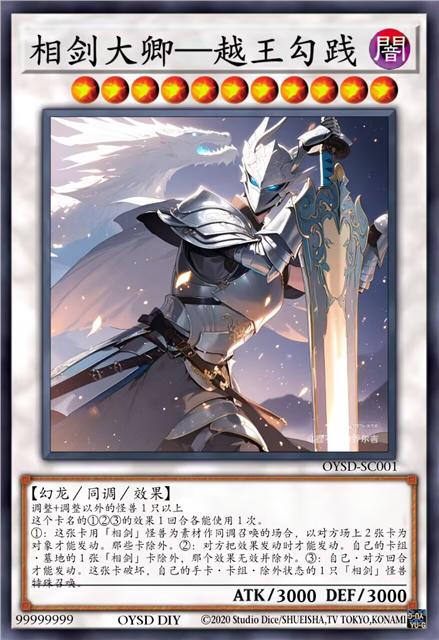 相剑大卿—越王勾践
闇
OYSD-SC001
【幻龙／同调／效果】
调整+调整以外的怪兽1只以上
这个卡名的①②③的效果1回合各能使用1次。
①：这张卡用「相剑」怪兽为素材作同调召唤的场合，以对方场上2张卡为
对象才能发动。那些卡除外。②：对方把效果发动时才能发动。自己的卡组
·墓地的1张「相剑」卡除外，那个效果无效并除外。③：自己·对方回合
才能发动。这张卡破坏，自己的手卡·卡组·除外状态的1只「相剑」怪兽
特殊召唤。
ATK/3000 DEF/3000
99999999 OYSD DIY ©2020 Studio Dice/SHUEISHA,TV TOKYO,KONAMI